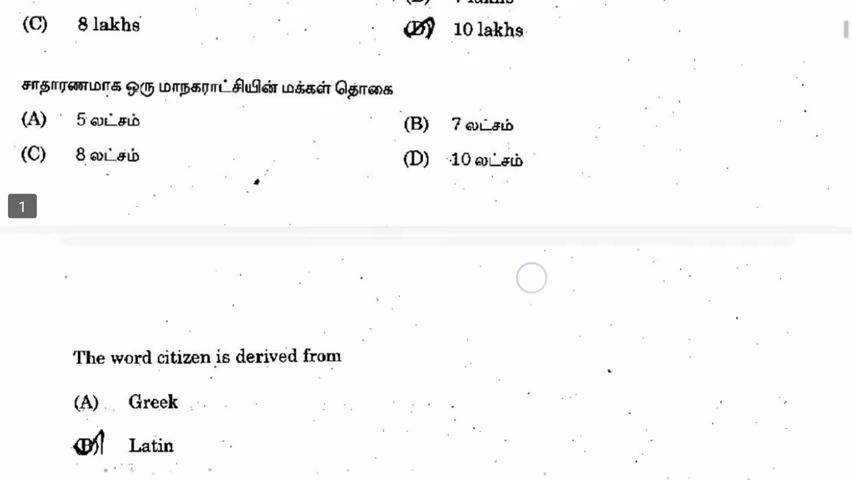 (C) 8 lakhs (D) 10 lakhs
சாதாரணமாக ஒரு மாநகராட்சியின் மக்கள் தொகை
(A) 5 லட்சம் (B) 7 லட்சம்
(C) 8 லட்சம் (D) 10 லட்சம்
1
The word citizen is derived from
(A) Greek
(B) Latin